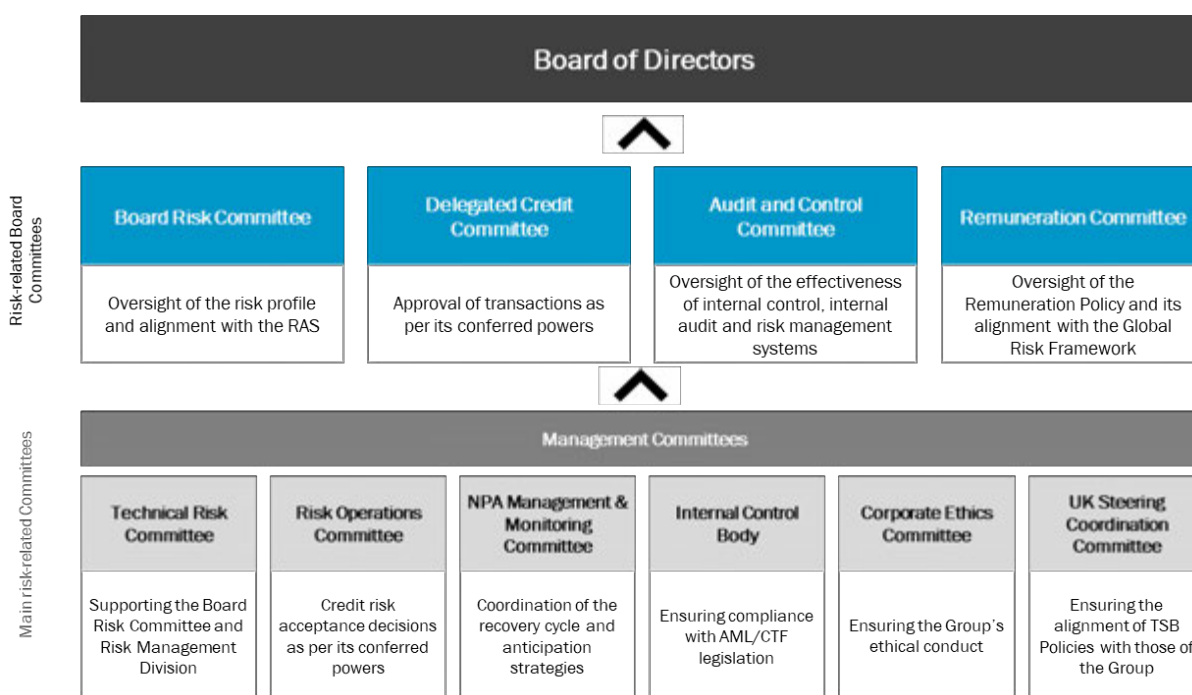 Board of Directors
Risk-related Board
Committees
Board Risk Committee
Delegated Credit
Committee
Audit and Control
Committee
Remuneration Committee
Oversight of the risk profile
and alignment with the RAS
Approval of transactions as
per its conferred powers
Oversight of the effectiveness
of internal control, internal
audit and risk management
systems
Oversight of the
Remuneration Policy and its
alignment with the Global
Risk Framework
Main risk-related Committees
Management Committees
Technical Risk
Committee
Risk Operations
Committee
NPA Management &
Monitoring
Committee
Internal Control
Body
Corporate Ethics
Committee
UK Steering
Coordination
Committee
Supporting the Board
Risk Committee and
Risk Management
Division
Credit risk
acceptance decisions
as per its conferred
powers
Coordination of the
recovery cycle and
anticipation
strategies
Ensuring compliance
with AML/CTF
legislation
Ensuring the Group's
ethical conduct
Ensuring the
alignment of TSB
Policies with those of
the Group